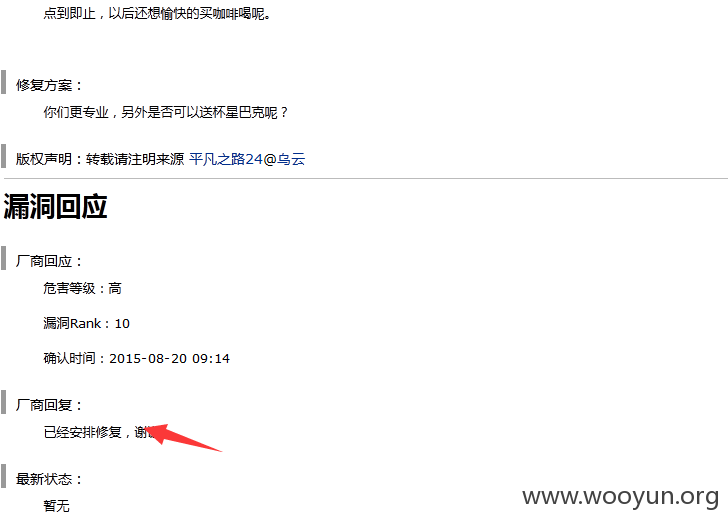 点到即止，以后还想愉快的买咖啡喝呢。
修复方案：
你们更专业，另外是否可以送杯星巴克呢？
版权声明：转载请注明来源 平凡之路24@乌云
漏洞回应
厂商回应：
危害等级：高
漏洞Rank：10
确认时间：2015-08-20 09:14
厂商回复：
已经安排修复，谢
最新状态：
暂无
www.wooyun.org